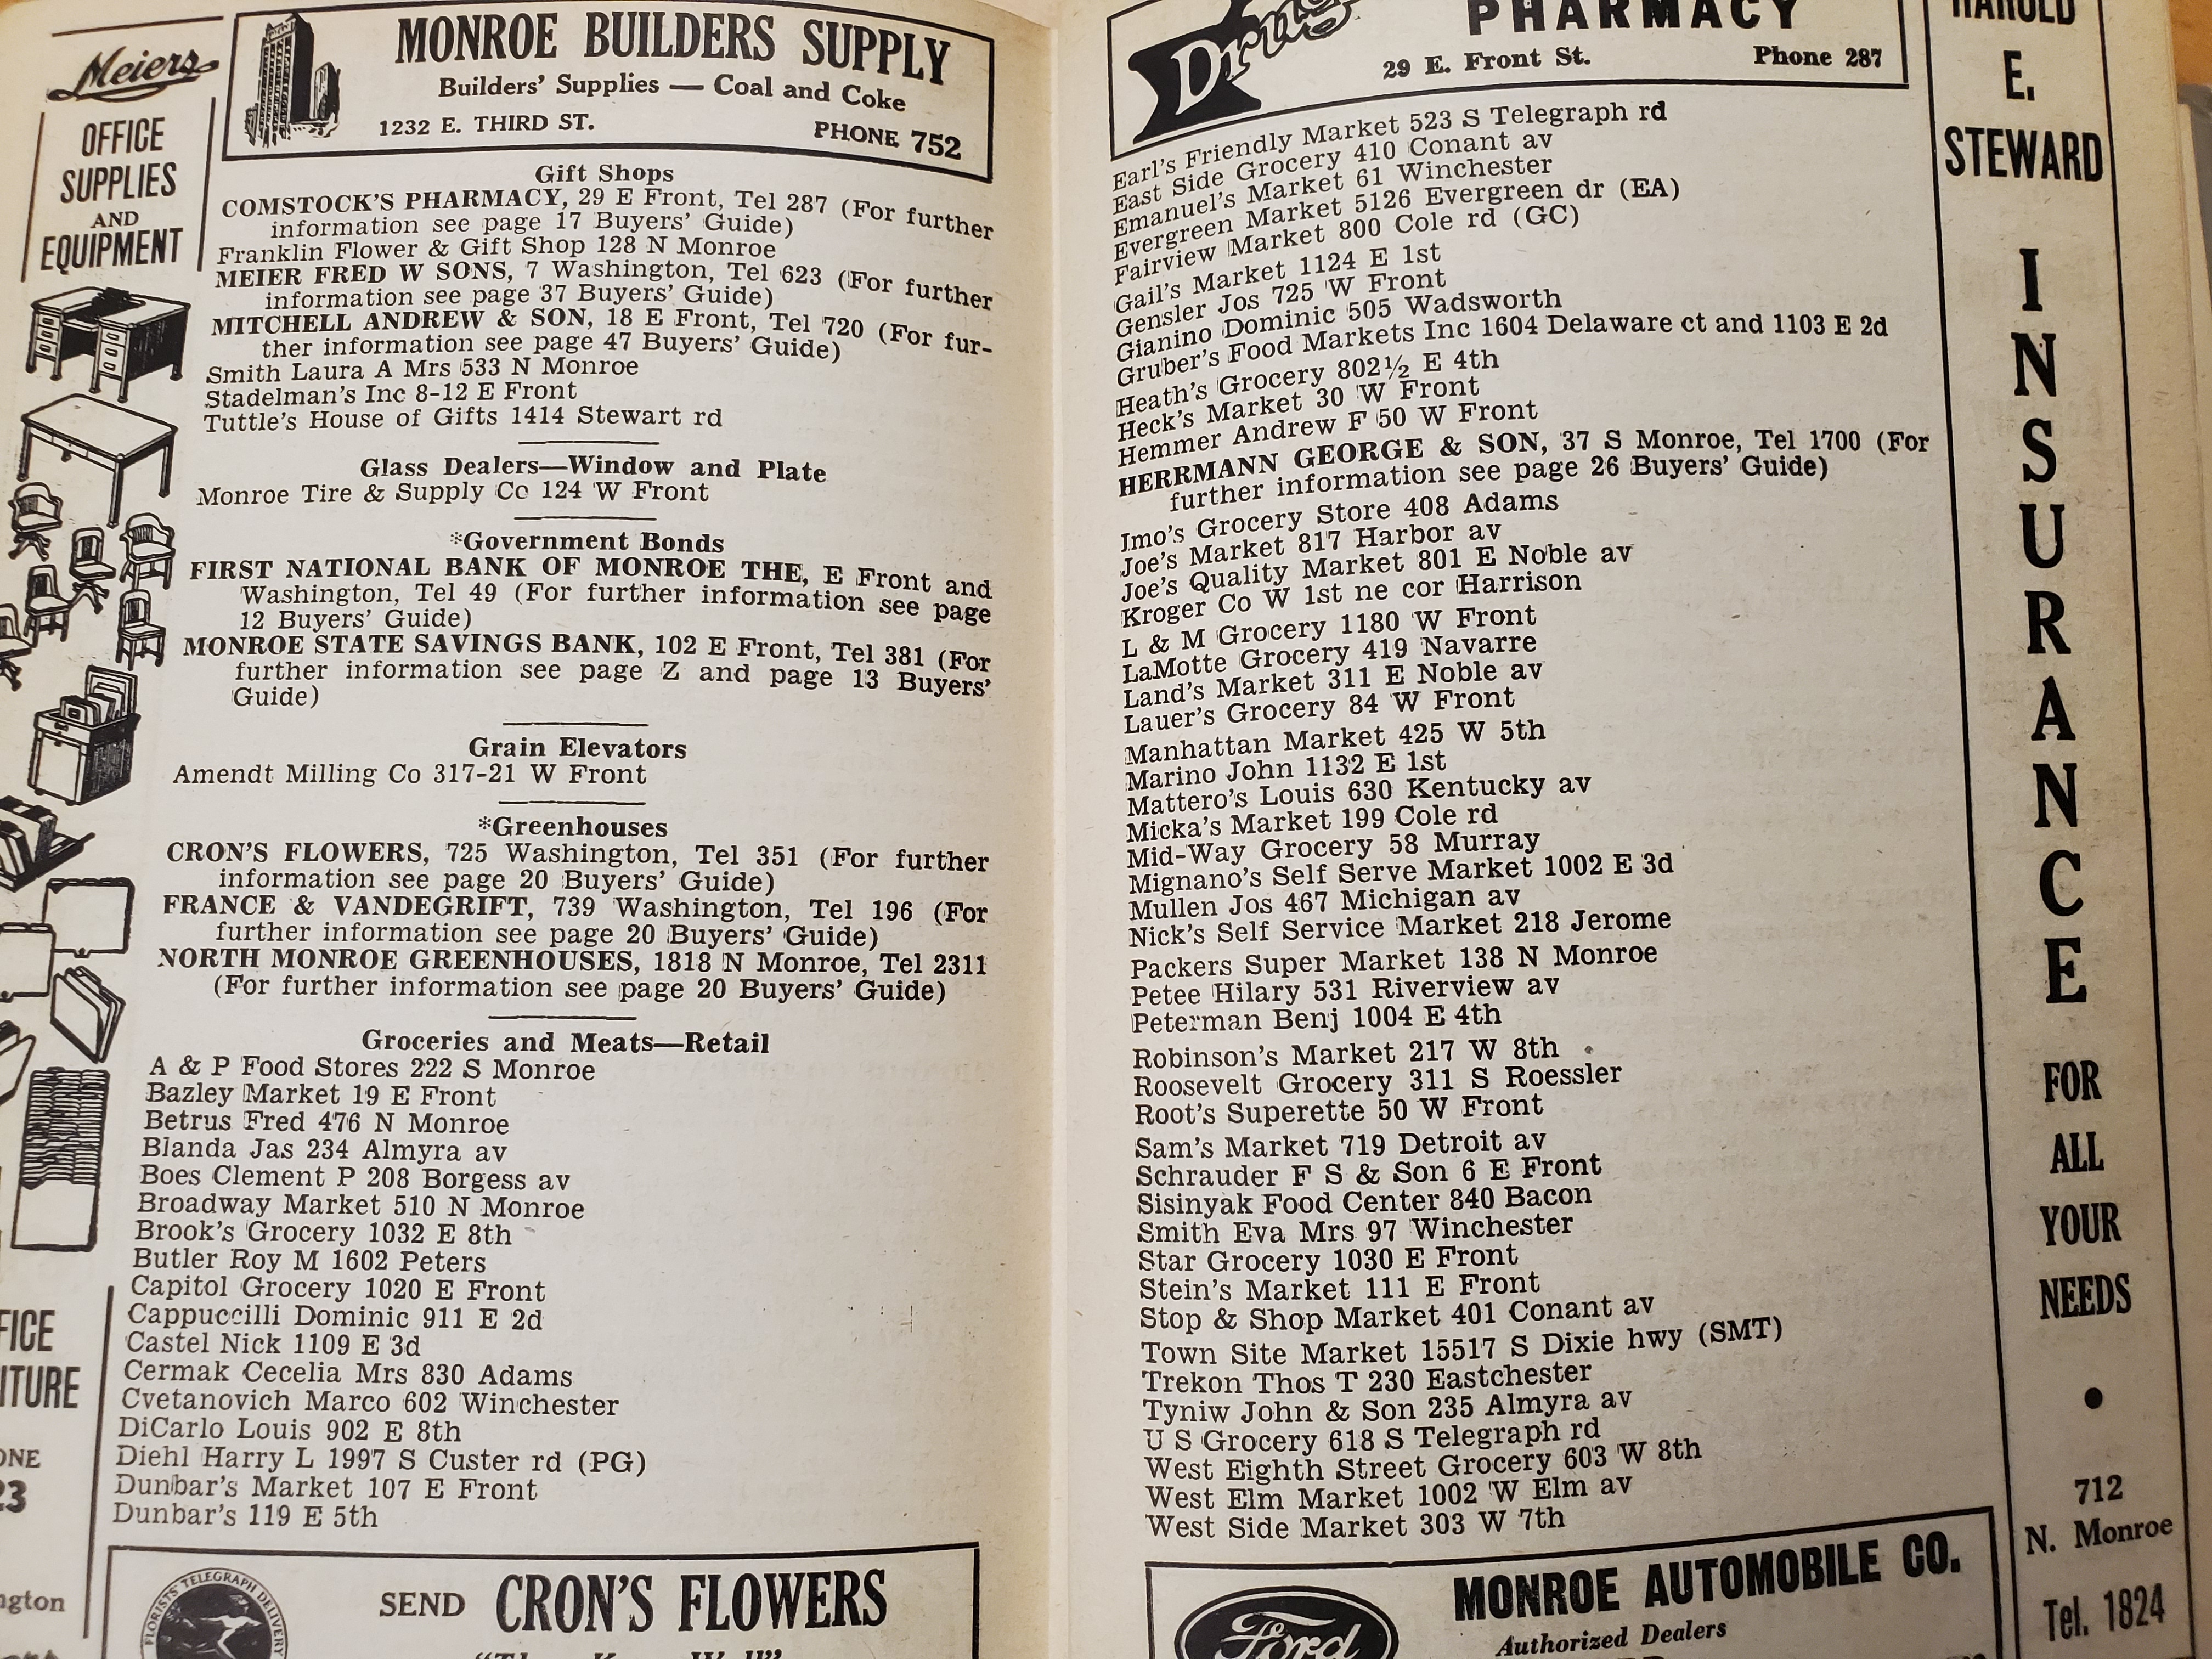 Meiers
OFFICE
SUPPLIES
AND
EQUIPMENT
FICE
ITURE
ONE
23
ngton
MONROE BUILDERS SUPPLY
Builders' Supplies — Coal and Coke
1232 E. THIRD ST. PHONE 752
Gift Shops
COMSTOCK'S PHARMACY, 29 E Front, Tel 287 (For further
information see page 17 Buyers' Guide)
Franklin Flower & Gift Shop 128 N Monroe
MEIER FRED W SONS, 7 Washington, Tel 623 (For further
information see page 37 Buyers' Guide)
MITCHELL ANDREW & SON, 18 E Front, Tel 720 (For fur-
ther information see page 47 Buyers' Guide)
Smith Laura A Mrs 533 N Monroe
Stadelman's Inc 8-12 E Front
Tuttle's House of Gifts 1414 Stewart rd
Glass Dealers—Window and Plate
Monroe Tire & Supply Co 124 W Front
*Government Bonds
FIRST NATIONAL BANK OF MONROE THE, E Front and
Washington, Tel 49 (For further information see page
12 Buyers' Guide)
MONROE STATE SAVINGS BANK, 102 E Front, Tel 381 (For
further information see page Z and page 13 Buyers'
Guide)
Grain Elevators
Amendt Milling Co 317-21 W Front
*Greenhouses
CRON'S FLOWERS, 725 Washington, Tel 351 (For further
information see page 20 Buyers' Guide)
FRANCE & VANDEGRIFT, 739 Washington, Tel 196 (For
further information see page 20 Buyers' Guide)
NORTH MONROE GREENHOUSES, 1818 N Monroe, Tel 2311
(For further information see page 20 Buyers' Guide)
Groceries and Meats—Retail
A & P Food Stores 222 S Monroe
Bazley Market 19 E Front
Betrus Fred 476 N Monroe
Blanda Jas 234 Almyra av
Boes Clement P 208 Borgess av
Broadway Market 510 N Monroe
Brook's Grocery 1032 E 8th
Butler Roy M 1602 Peters
Capitol Grocery 1020 E Front
Cappuccilli Dominic 911 E 2d
Castel Nick 1109 E 3d
Cermak Cecelia Mrs 830 Adams
Cvetanovich Marco 602 Winchester
DiCarlo Louis 902 E 8th
Diehl Harry L 1997 S Custer rd (PG)
Dunbar's Market 107 E Front
Dunbar's 119 E 5th
FLORISTS' TELEGRAPH DELIVERY
SEND CRON'S FLOWERS
Drug
PHARMACY
29 E. Front St. Phone 287
Earl's Friendly Market 523 S Telegraph rd
East Side Grocery 410 Conant av
Emanuel's Market 61 Winchester
Evergreen Market 5126 Evergreen dr (EA)
Fairview Market 800 Cole rd (GC)
Gail's Market 1124 E 1st
Gensler Jos 725 W Front
Gianino Dominic 505 Wadsworth
Gruber's Food Markets Inc 1604 Delaware ct and 1103 E 2d
Heath's Grocery 802½ E 4th
Heck's Market 30 W Front
Hemmer Andrew F 50 W Front
HERRMANN GEORGE & SON, 37 S Monroe, Tel 1700 (For
further information see page 26 Buyers' Guide)
Imo's Grocery Store 408 Adams
Joe's Market 817 Harbor av
Joe's Quality Market 801 E Noble av
Kroger Co W 1st ne cor Harrison
L & M Grocery 1180 W Front
LaMotte Grocery 419 Navarre
Land's Market 311 E Noble av
Lauer's Grocery 84 W Front
Manhattan Market 425 W 5th
Marino John 1132 E 1st
Mattero's Louis 630 Kentucky av
Micka's Market 199 Cole rd
Mid-Way Grocery 58 Murray
Mignano's Self Serve Market 1002 E 3d
Mullen Jos 467 Michigan av
Nick's Self Service Market 218 Jerome
Packers Super Market 138 N Monroe
Petee Hilary 531 Riverview av
Peterman Benj 1004 E 4th
Robinson's Market 217 W 8th
Roosevelt Grocery 311 S Roessler
Root's Superette 50 W Front
Sam's Market 719 Detroit av
Schrauder F S & Son 6 E Front
Sisinyak Food Center 840 Bacon
Smith Eva Mrs 97 Winchester
Star Grocery 1030 E Front
Stein's Market 111 E Front
Stop & Shop Market 401 Conant av
Town Site Market 15517 S Dixie hwy (SMT)
Trekon Thos T 230 Eastchester
Tyniw John & Son 235 Almyra av
U S Grocery 618 S Telegraph rd
West Eighth Street Grocery 603 W 8th
West Elm Market 1002 W Elm av
West Side Market 303 W 7th
Ford
MONROE AUTOMOBILE CO.
Authorized Dealers
HAROLD
E.
STEWARD
INSURANCE
FOR
ALL
YOUR
NEEDS
712
N. Monroe
Tel. 1824